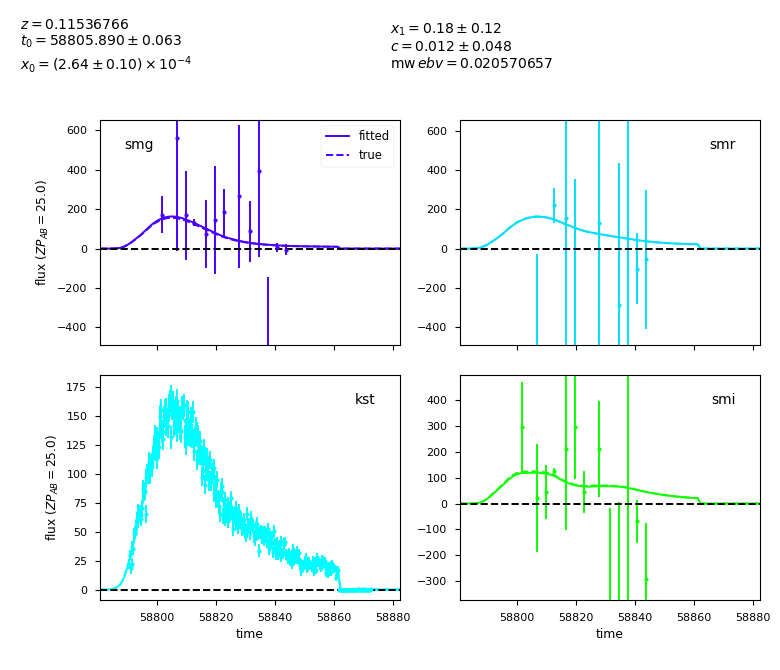 z = 0.11536766
t₀ = 58805.890 ± 0.063
x₀ = (2.64 ± 0.10) × 10⁻⁴
x₁ = 0.18 ± 0.12
c = 0.012 ± 0.048
mw ebv = 0.020570657
smg
fitted
true
600
400
200
0
−200
−400
flux (ZP_AB = 25.0)
smr
600
400
200
0
−200
−400
kst
175
150
125
100
75
50
25
0
flux (ZP_AB = 25.0)
58800 58820 58840 58860 58880
time
smi
400
300
200
100
0
−100
−200
−300
58800 58820 58840 58860 58880
time